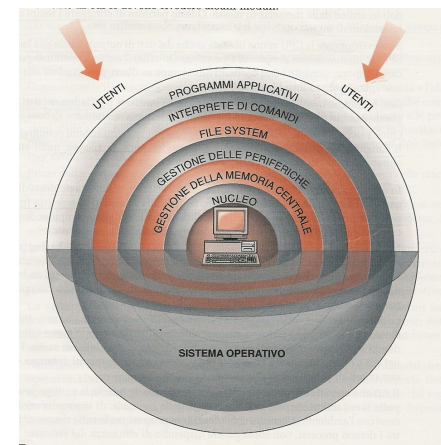 UTENTI
UTENTI
PROGRAMMI APPLICATIVI
INTERPRETE DI COMANDI
FILE SYSTEM
GESTIONE DELLE PERIFERICHE
GESTIONE DELLA MEMORIA CENTRALE
NUCLEO
SISTEMA OPERATIVO